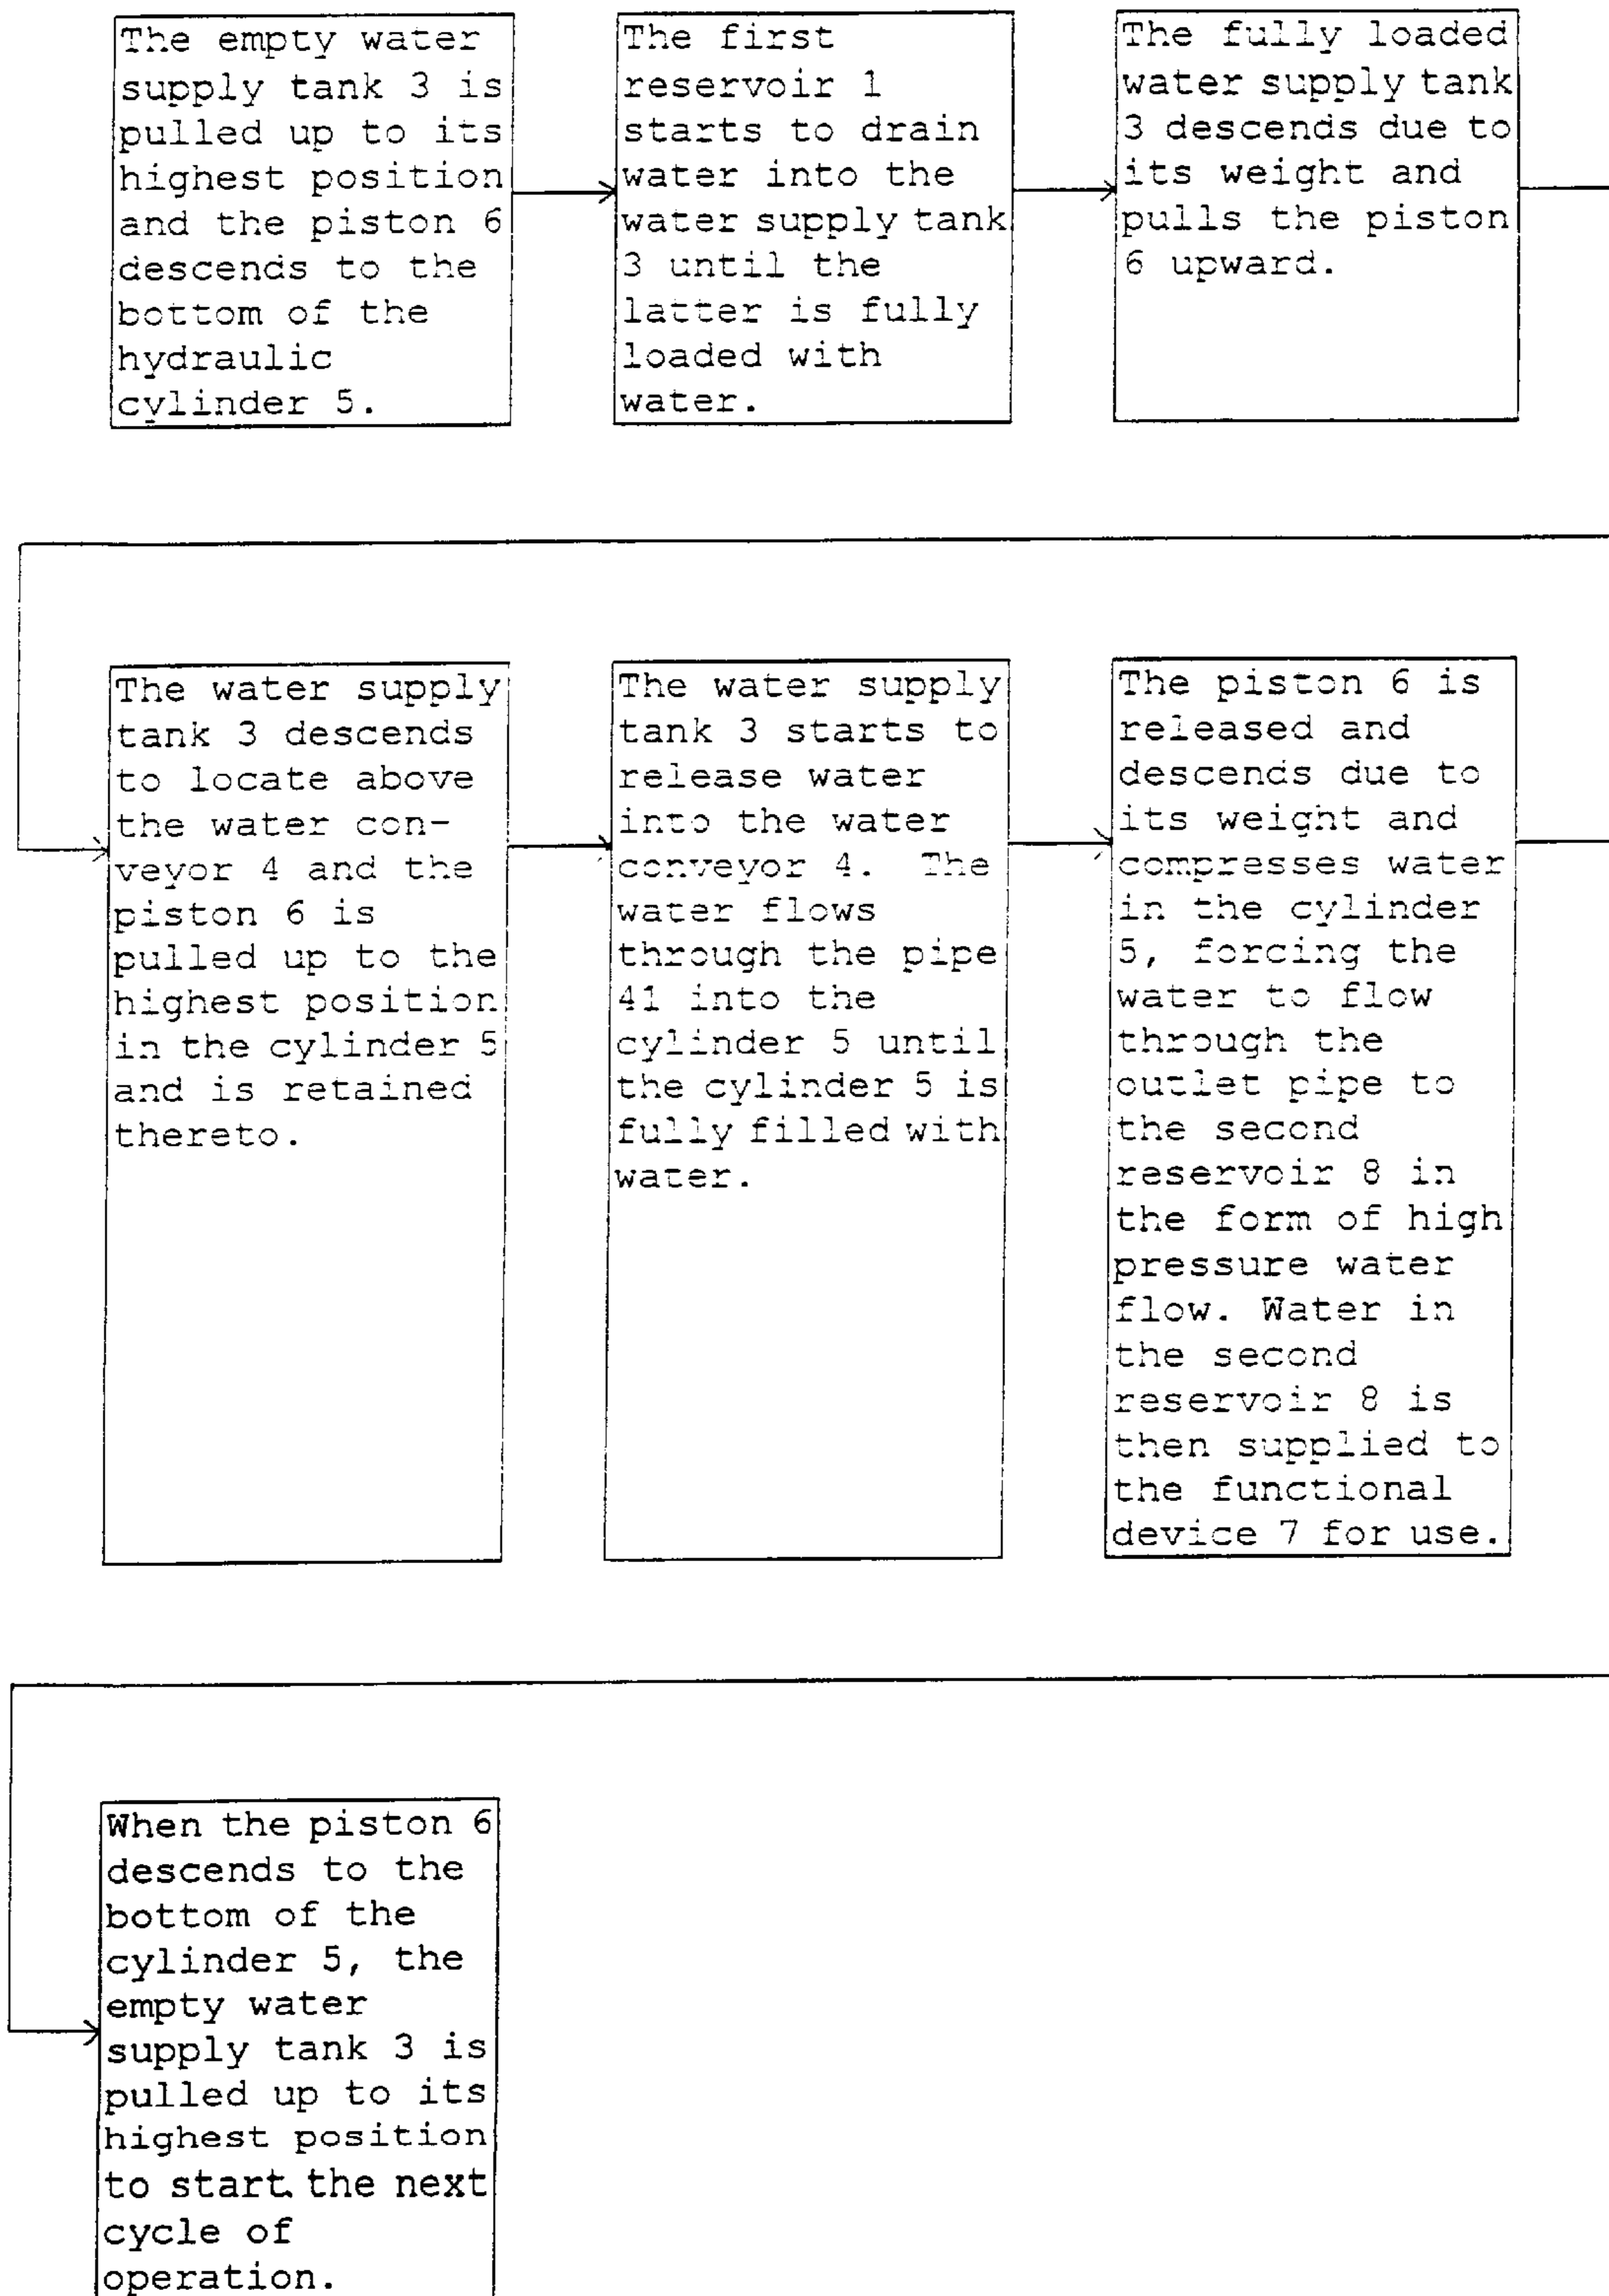 The empty water
supply tank 3 is
pulled up to its
highest position
and the piston 6
descends to the
bottom of the
hydraulic
cylinder 5.
The first
reservoir 1
starts to drain
water into the
water supply tank
3 until the
latter is fully
loaded with
water.
The fully loaded
water supply tank
3 descends due to
its weight and
pulls the piston
6 upward.
The water supply
tank 3 descends
to locate above
the water con-
veyor 4 and the
piston 6 is
pulled up to the
highest position
in the cylinder 5
and is retained
thereto.
The water supply
tank 3 starts to
release water
into the water
conveyor 4. The
water flows
through the pipe
41 into the
cylinder 5 until
the cylinder 5 is
fully filled with
water.
The piston 6 is
released and
descends due to
its weight and
compresses water
in the cylinder
5, forcing the
water to flow
through the
outlet pipe to
the second
reservoir 8 in
the form of high
pressure water
flow. Water in
the second
reservoir 8 is
then supplied to
the functional
device 7 for use.
When the piston 6
descends to the
bottom of the
cylinder 5, the
empty water
supply tank 3 is
pulled up to its
highest position
to start the next
cycle of
operation.